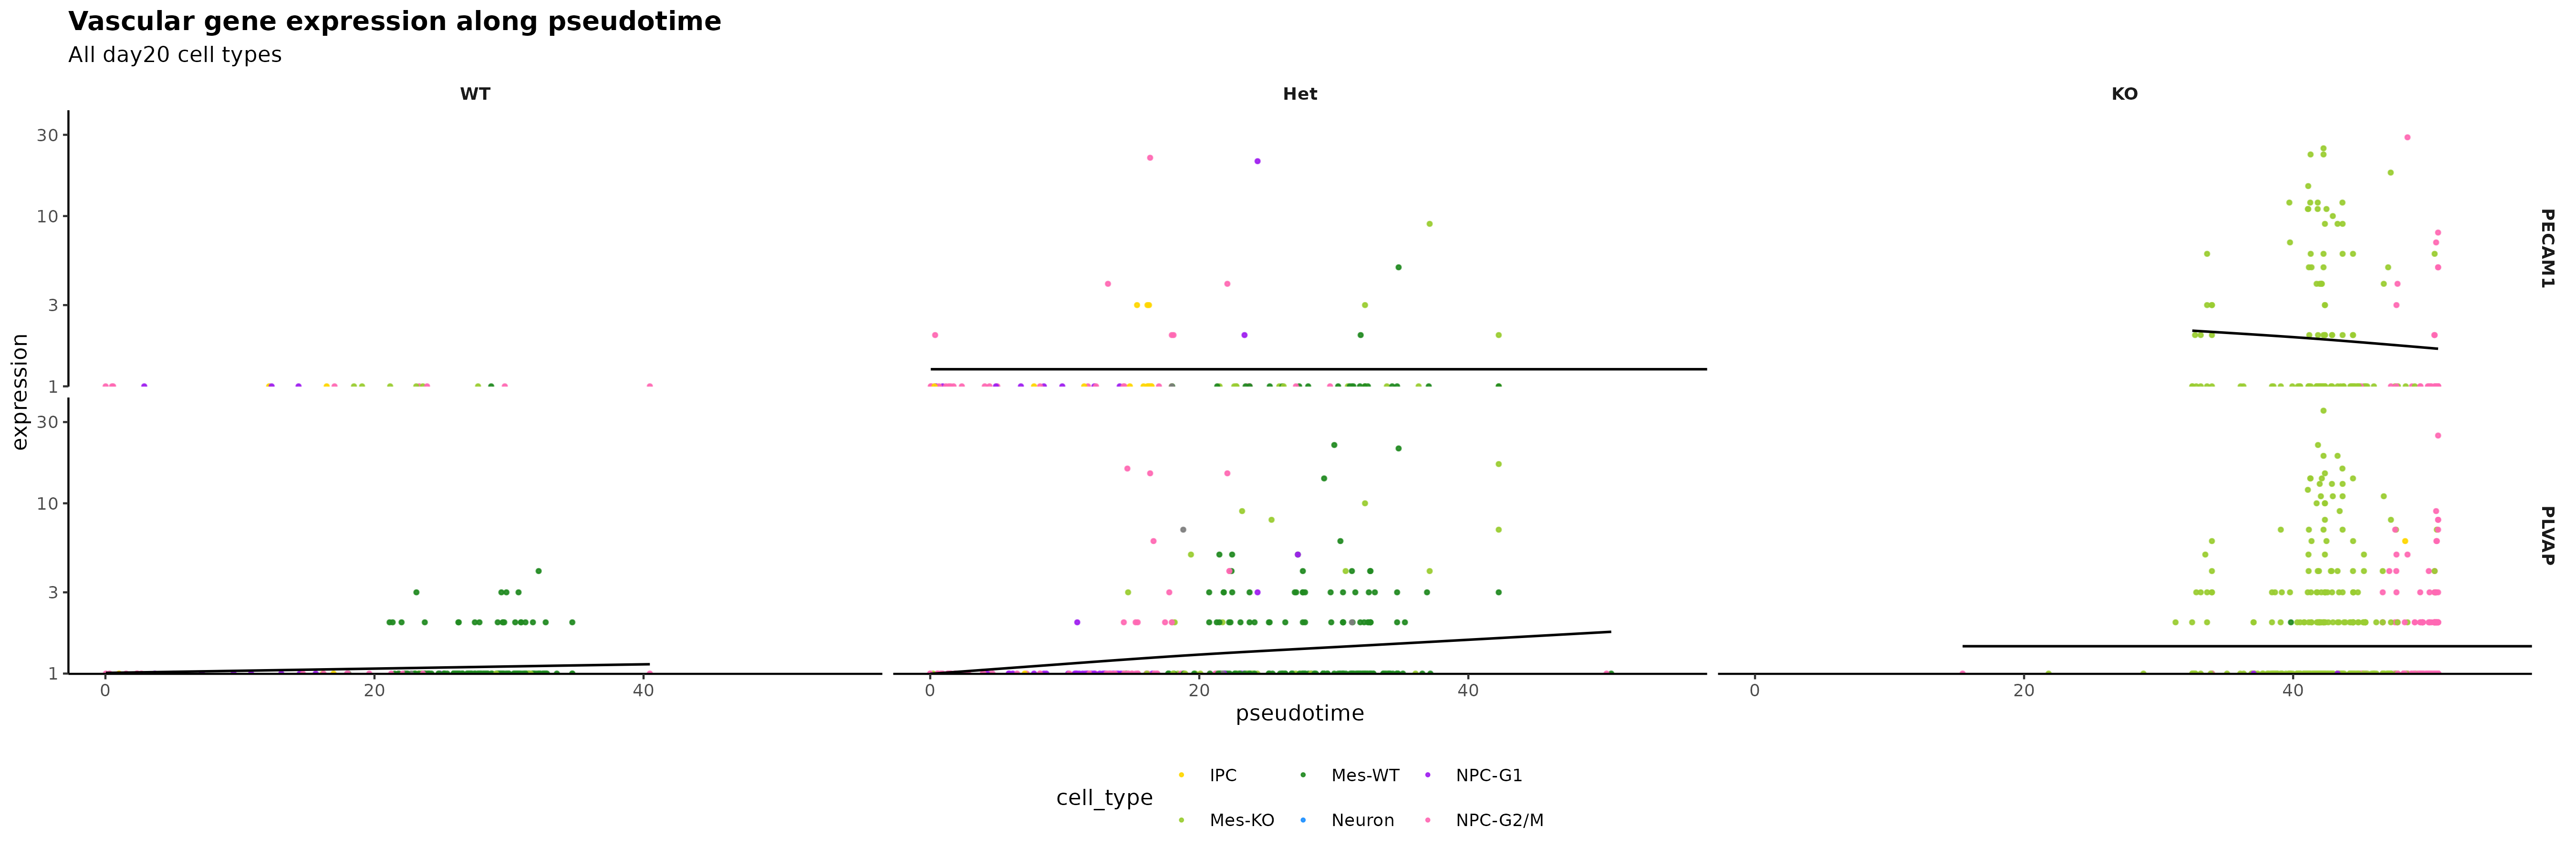 Vascular gene expression along pseudotime
All day20 cell types
WT Het KO
30
10
3
1
PECAM1
expression
30
10
3
1
PLVAP
0 20 40 0 20 40 0 20 40
pseudotime
cell_type
IPC Mes-WT NPC-G1
Mes-KO Neuron NPC-G2/M